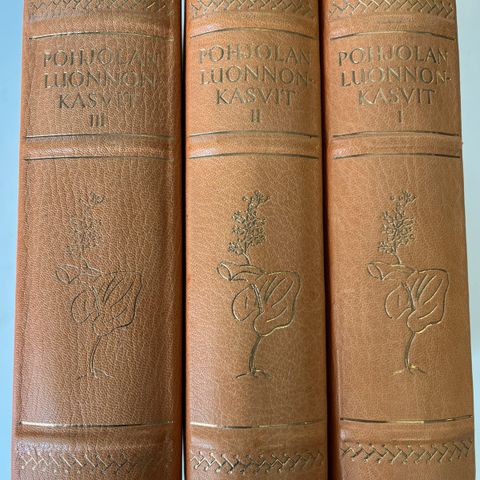 POHJOLAN
LUONNON-
KASVIT
III
POHJOLAN
LUONNON-
KASVIT
II
POHJOLAN
LUONNON-
KASVIT
I